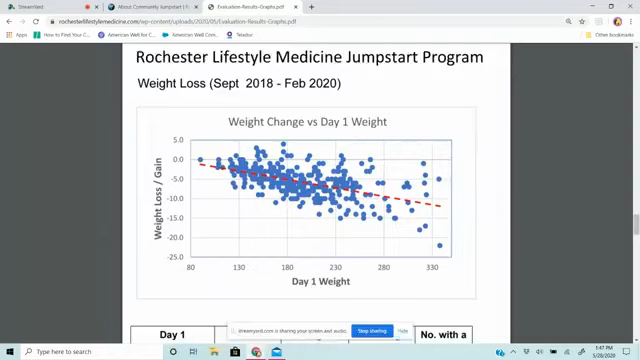 StreamYard
About Community Jumpstart | F
Evaluation-Results-Graphs.pdf
rochesterlifestylemedicine.com/wp-content/uploads/2020/05/Evaluation-Results-Graphs.pdf
Apps
How to Find Your C
American Well for C
American Well Com
Teladoc
Other bookmarks
Rochester Lifestyle Medicine Jumpstart Program
Weight Loss (Sept 2018 - Feb 2020)
Weight Change vs Day 1 Weight
Weight Loss / Gain
5.0
0.0
-5.0
-10.0
-15.0
-20.0
-25.0
80 130 180 230 280 330
Day 1 Weight
streamyard.com is sharing your screen and audio.
Stop sharing
Hide
Day 1
No. with a
Type here to search
1:47 PM
5/28/2020